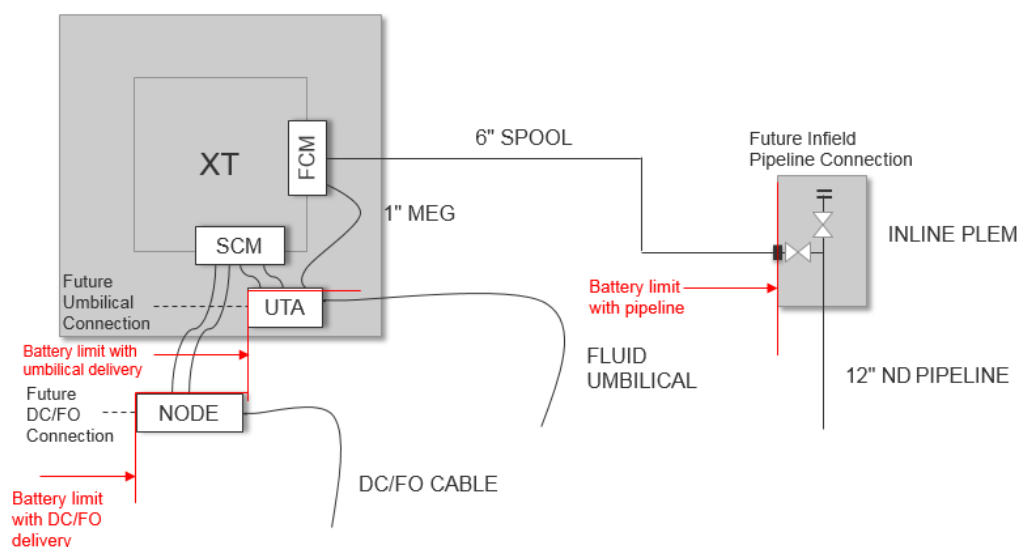 XT
FCM
6" SPOOL
1" MEG
SCM
Future
Umbilical
Connection
UTA
Battery limit with
umbilical delivery
Future
DC/FO
Connection
NODE
Battery limit
with DC/FO
delivery
DC/FO CABLE
FLUID
UMBILICAL
Future Infield
Pipeline Connection
INLINE PLEM
Battery limit
with pipeline
12" ND PIPELINE